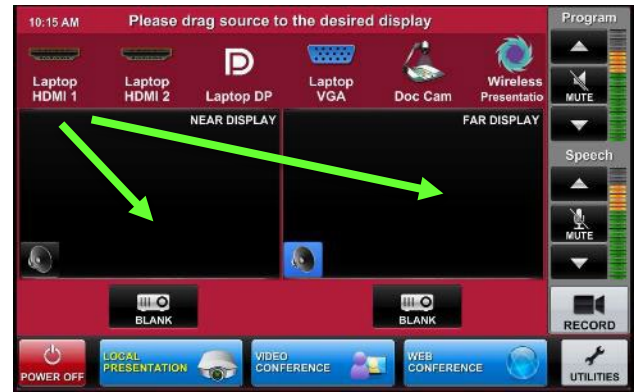 10:15 AM
Please drag source to the desired display
Program
Laptop
HDMI 1
Laptop
HDMI 2
Laptop DP
Laptop
VGA
Doc Cam
Wireless
Presentatio
MUTE
NEAR DISPLAY
FAR DISPLAY
Speech
MUTE
BLANK
BLANK
RECORD
POWER OFF
LOCAL
PRESENTATION
VIDEO
CONFERENCE
WEB
CONFERENCE
UTILITIES